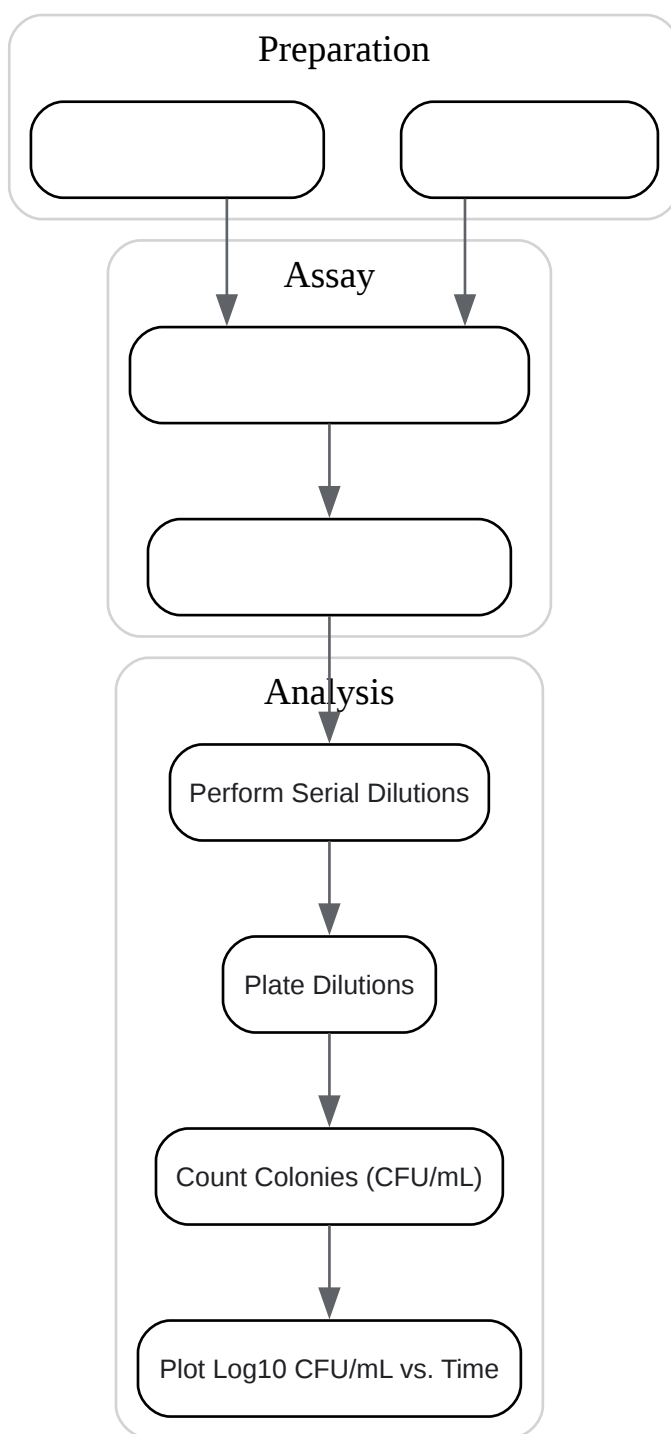 Preparation
Assay
Analysis
Perform Serial Dilutions
Plate Dilutions
Count Colonies (CFU/mL)
Plot Log10 CFU/mL vs. Time